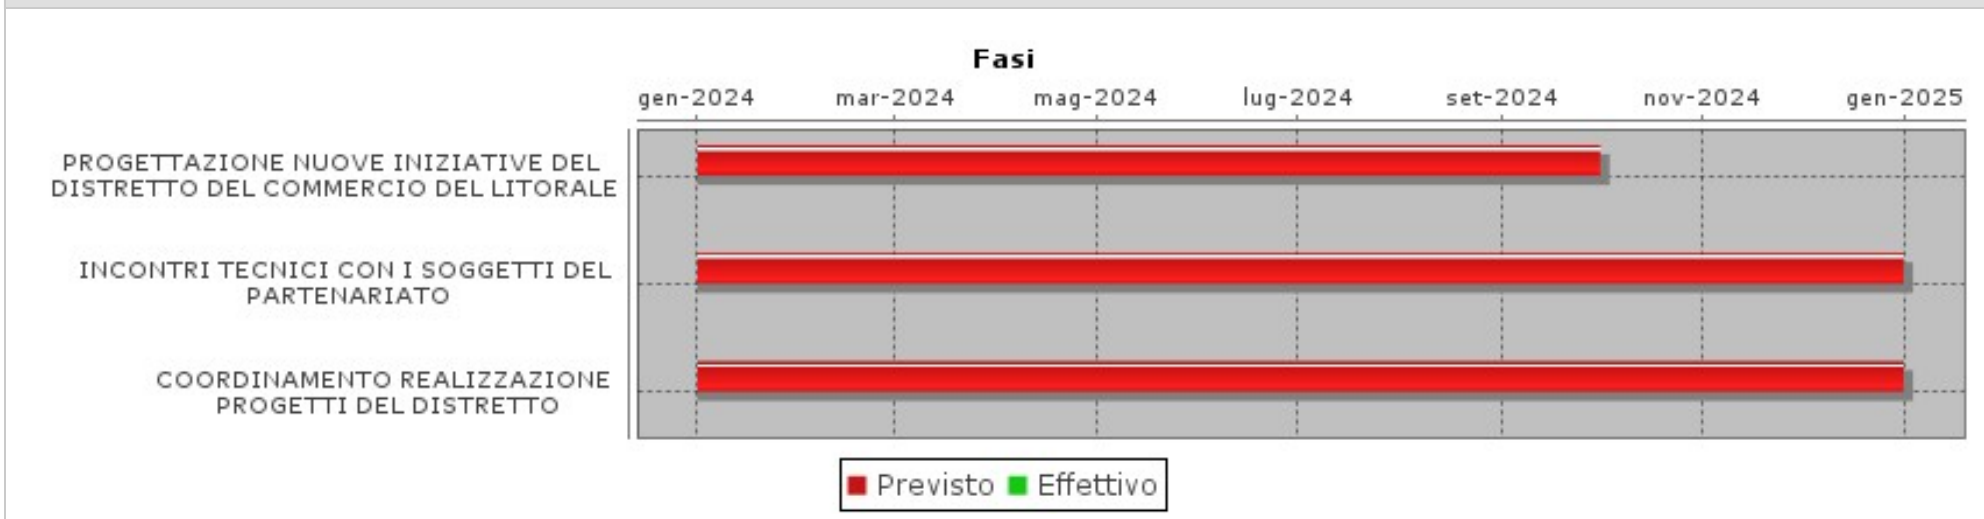 Fasi
gen-2024 mar-2024 mag-2024 lug-2024 set-2024 nov-2024 gen-2025
PROGETTAZIONE NUOVE INIZIATIVE DEL
DISTRETTO DEL COMMERCIO DEL LITORALE
INCONTRI TECNICI CON I SOGGETTI DEL
PARTENARIATO
COORDINAMENTO REALIZZAZIONE
PROGETTI DEL DISTRETTO
Previsto Effettivo